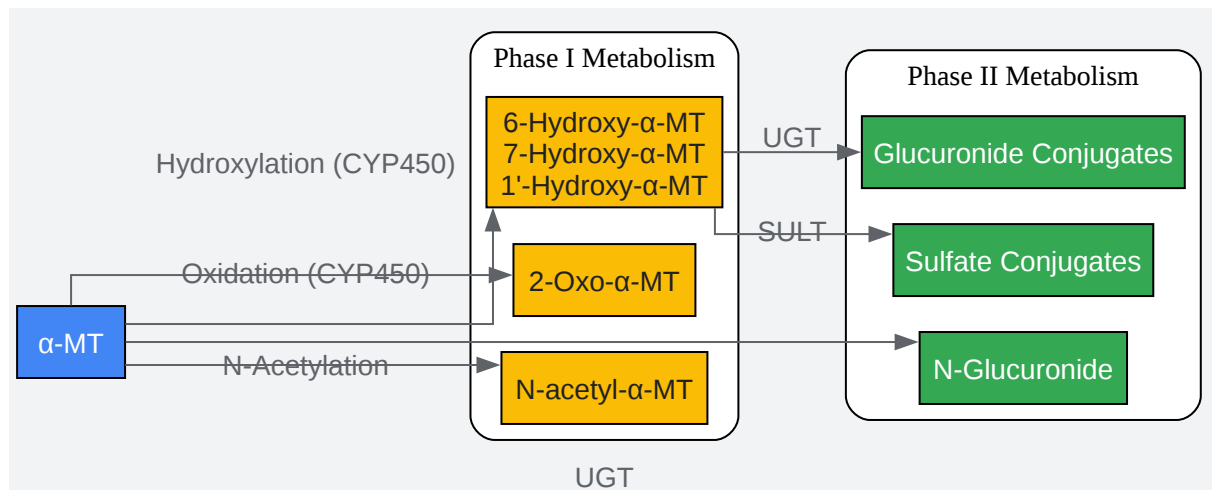 Phase I Metabolism
Phase II Metabolism
6-Hydroxy-α-MT
7-Hydroxy-α-MT
1'-Hydroxy-α-MT
UGT
Glucuronide Conjugates
Hydroxylation (CYP450)
SULT
Sulfate Conjugates
Oxidation (CYP450)
2-Oxo-α-MT
α-MT
N-Acetylation
N-acetyl-α-MT
N-Glucuronide
UGT